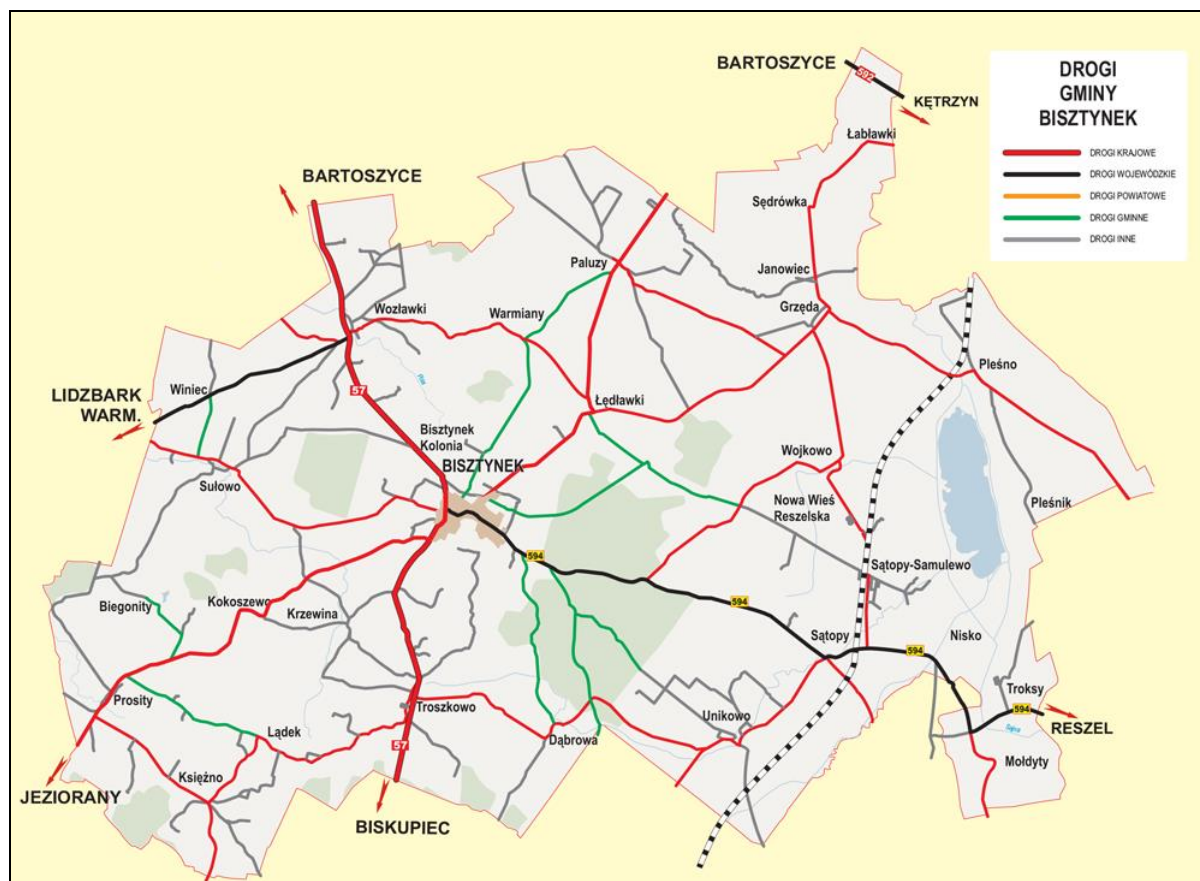 BARTOSZYCE
592
KĘTRZYN
DROGI
GMINY
BISZTYNEK
DROGI KRAJOWE
DROGI WOJEWÓDZKIE
DROGI POWIATOWE
DROGI GMINNE
DROGI INNE
Łabławki
BARTOSZYCE
Sędrówka
Paluzy
Janowiec
Wozławki
Warmiany
Grzęda
Pleśno
Winiec
57
LIDZBARK
WARM.
Łędławki
Bisztynek
Kolonia
BISZTYNEK
Wojkowo
Sułowo
Nowa Wieś
Reszelska
Pleśnik
594
Sątopy-Samulewo
Biegonity
Kokoszewo
Krzewina
594
Sątopy
Nisko
594
Prosity
Troszkowo
Troksy
594
Unikowo
RESZEL
Lądek
Dąbrowa
57
Mołdyty
Księżno
JEZIORANY
BISKUPIEC